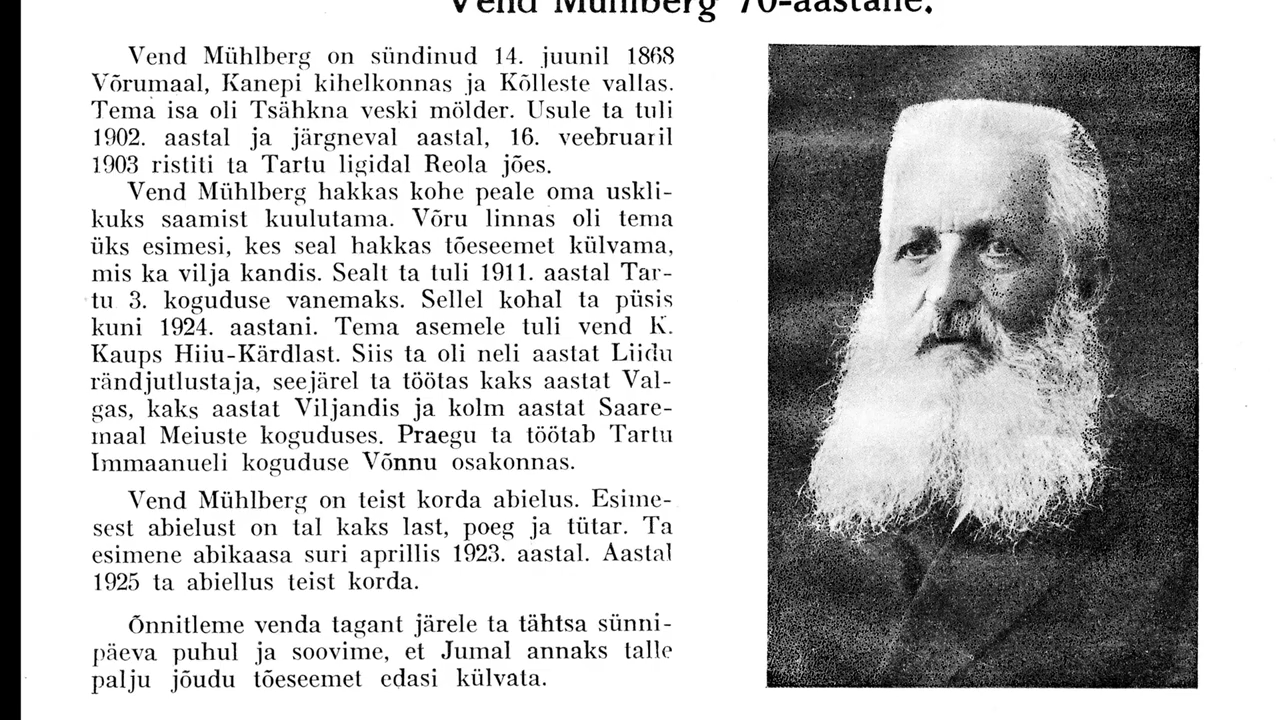 Vend Mühlberg 70-aastane.
Vend Mühlberg on sündinud 14. juunil 1868
Võrumaal, Kanepi kihelkonnas ja Kõlleste vallas.
Tema isa oli Tsähkna veski mölder. Usule ta tuli
1902. aastal ja järgneval aastal, 16. veebruaril
1903 ristiti ta Tartu ligidal Reola jões.
Vend Mühlberg hakkas kohe peale oma uskli-
kuks saamist kuulutama. Võru linnas oli tema
üks esimesi, kes seal hakkas tõeseemet külvama,
mis ka vilja kandis. Sealt ta tuli 1911. aastal Tar-
tu 3. koguduse vanemaks. Sellel kohal ta püsis
kuni 1924. aastani. Tema asemele tuli vend K.
Kaups Hiiu-Kärdlast. Siis ta oli neli aastat Liidu
rändjutlustaja, seejärel ta töötas kaks aastat Val-
gas, kaks aastat Viljandis ja kolm aastat Saare-
maal Meiuste koguduses. Praegu ta töötab Tartu
Immaanueli koguduse Võnnu osakonnas.
Vend Mühlberg on teist korda abielus. Esime-
sest abielust on tal kaks last, poeg ja tütar. Ta
esimene abikaasa suri aprillis 1923. aastal. Aastal
1925 ta abiellus teist korda.
Õnnitleme venda tagant järele ta tähtsa sünni-
päeva puhul ja soovime, et Jumal annaks talle
palju jõudu tõeseemet edasi külvata.